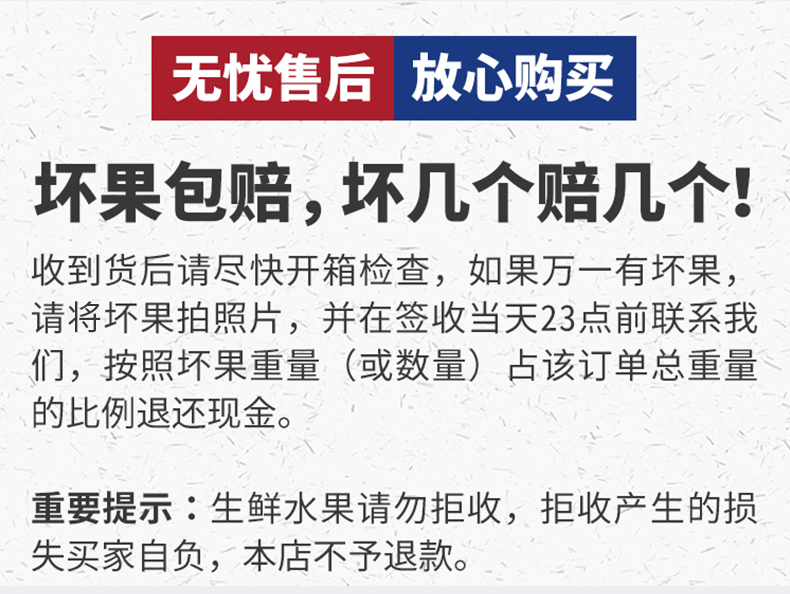 无忧售后 放心购买
坏果包赔，坏几个赔几个！
收到货后请尽快开箱检查，如果万一有坏果，
请将坏果拍照片，并在签收当天23点前联系我
们，按照坏果重量（或数量）占该订单总重量
的比例退还现金。
重要提示：生鲜水果请勿拒收，拒收产生的损
失买家自负，本店不予退款。